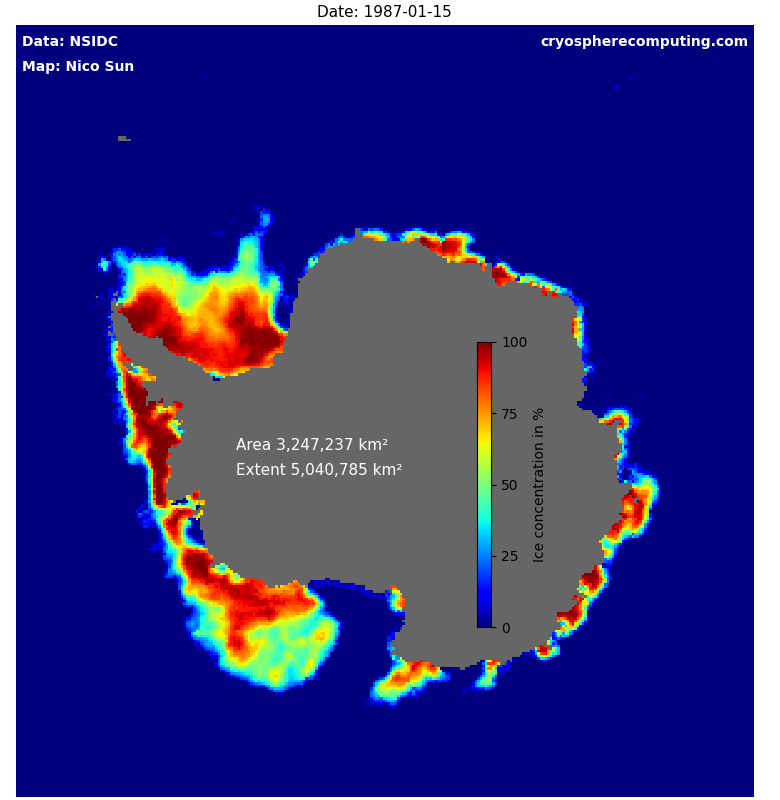 Date: 1987-01-15
Data: NSIDC
cryospherecomputing.com
Map: Nico Sun
100
75
50
25
0
Ice concentration in %
Area 3,247,237 km²
Extent 5,040,785 km²